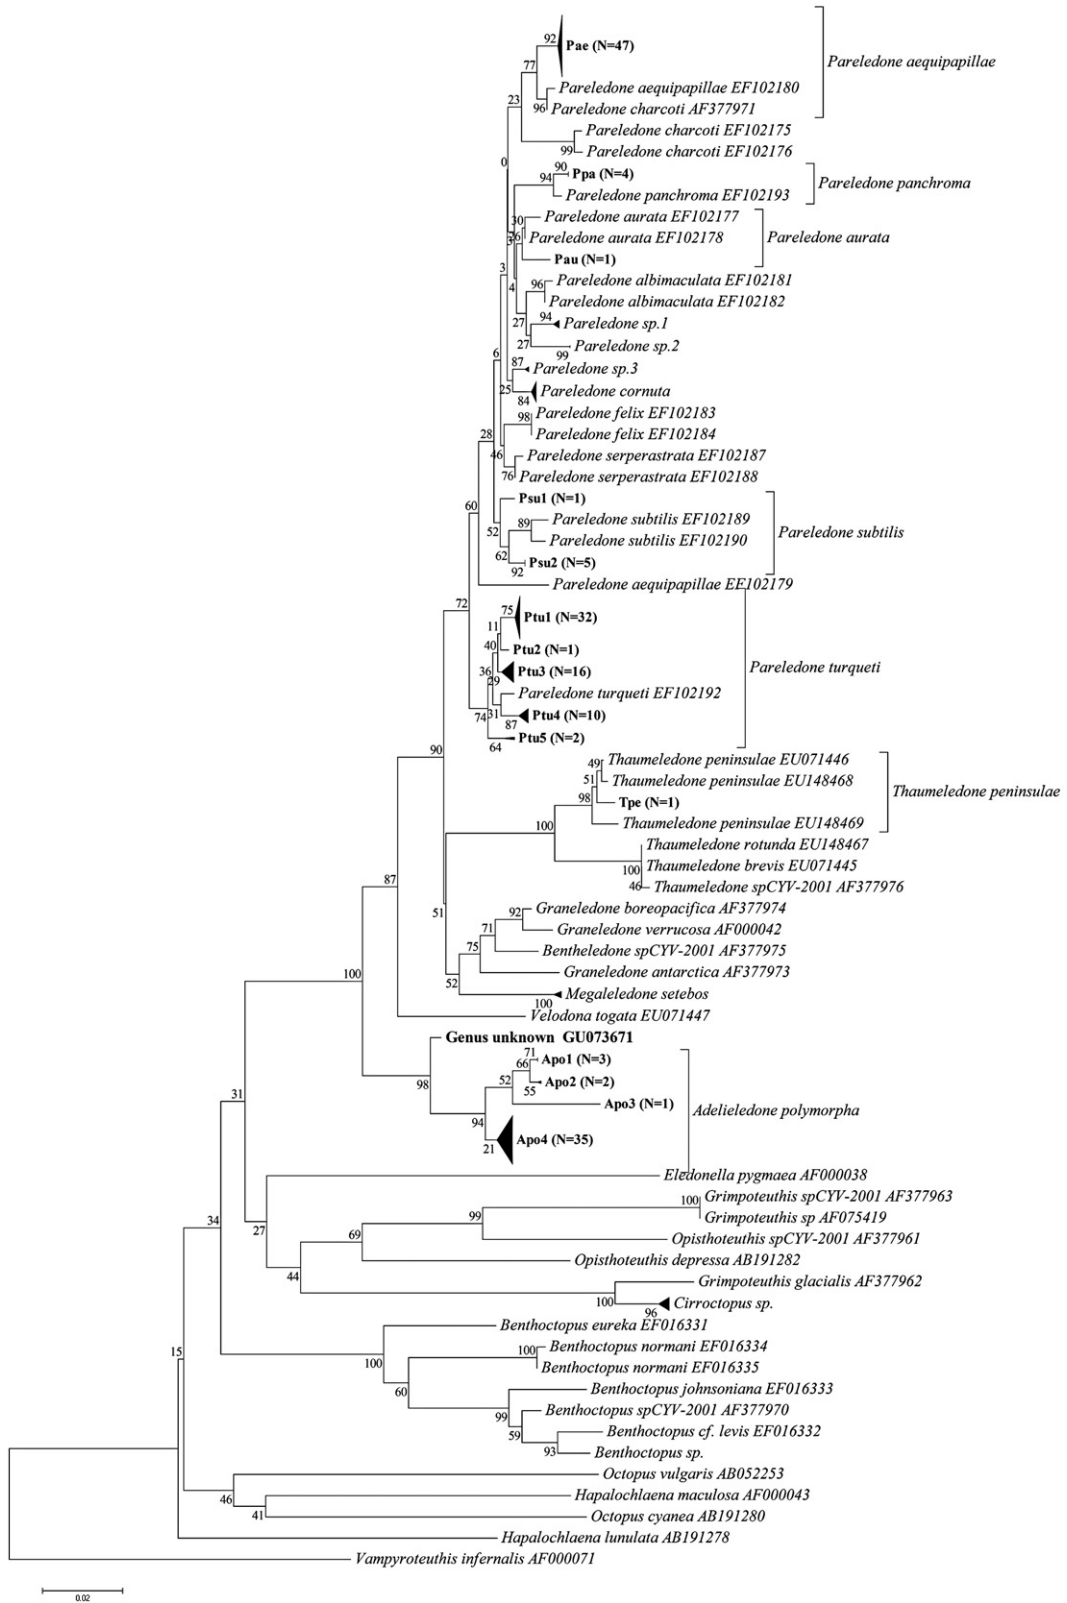 92 Pae (N=47)
Pareledone aequipapillae
77
Pareledone aequipapillae EF102180
23
96 Pareledone charcoti AF377971
Pareledone charcoti EF102175
99 Pareledone charcoti EF102176
0
90 Ppa (N=4)
94
Pareledone panchroma
Pareledone panchroma EF102193
30 Pareledone aurata EF102177
Pareledone aurata EF102178
Pareledone aurata
Pau (N=1)
3
4
96 Pareledone albimaculata EF102181
Pareledone albimaculata EF102182
94 Pareledone sp.1
27
27 Pareledone sp.2
99
6
87 Pareledone sp.3
25
Pareledone cornuta
84
98 Pareledone felix EF102183
Pareledone felix EF102184
28
46 Pareledone serperastrata EF102187
76 Pareledone serperastrata EF102188
Psu1 (N=1)
60
89 Pareledone subtilis EF102189
52
Pareledone subtilis
Pareledone subtilis EF102190
62
Psu2 (N=5)
92
Pareledone aequipapillae EF102179
72
75 Ptu1 (N=32)
11
40 Ptu2 (N=1)
36
29
Ptu3 (N=16)
Pareledone turqueti
Pareledone turqueti EF102192
74
31
Ptu4 (N=10)
87
Ptu5 (N=2)
64
90
49 Thaumeledone peninsulae EU071446
51 Thaumeledone peninsulae EU148468
Thaumeledone peninsulae
98 Tpe (N=1)
100 Thaumeledone peninsulae EU148469
Thaumeledone rotunda EU148467
100 Thaumeledone brevis EU071445
46 Thaumeledone spCYV-2001 AF377976
87
51
92 Graneledone boreopacifica AF377974
71 Graneledone verrucosa AF000042
75 Bentheledone spCYV-2001 AF377975
Graneledone antarctica AF377973
52
100 Megaleledone setebos
100
Velodona togata EU071447
Genus unknown GU073671
71 Apo1 (N=3)
66
98
52 Apo2 (N=2)
55
Apo3 (N=1)
Adelieledone polymorpha
94
21 Apo4 (N=35)
31
Eledonella pygmaea AF000038
100 Grimpoteuthis spCYV-2001 AF377963
99 Grimpoteuthis sp AF075419
34
27
69 Opisthoteuthis spCYV-2001 AF377961
Opisthoteuthis depressa AB191282
44
Grimpoteuthis glacialis AF377962
100
Cirroctopus sp.
96
Benthoctopus eureka EF016331
15
100
100 Benthoctopus normani EF016334
Benthoctopus normani EF016335
60
Benthoctopus johnsoniana EF016333
99 Benthoctopus spCYV-2001 AF377970
59 Benthoctopus cf. levis EF016332
93 Benthoctopus sp.
Octopus vulgaris AB052253
46
Hapalochlaena maculosa AF000043
41 Octopus cyanea AB191280
Hapalochlaena lunulata AB191278
Vampyroteuthis infernalis AF000071
0.02